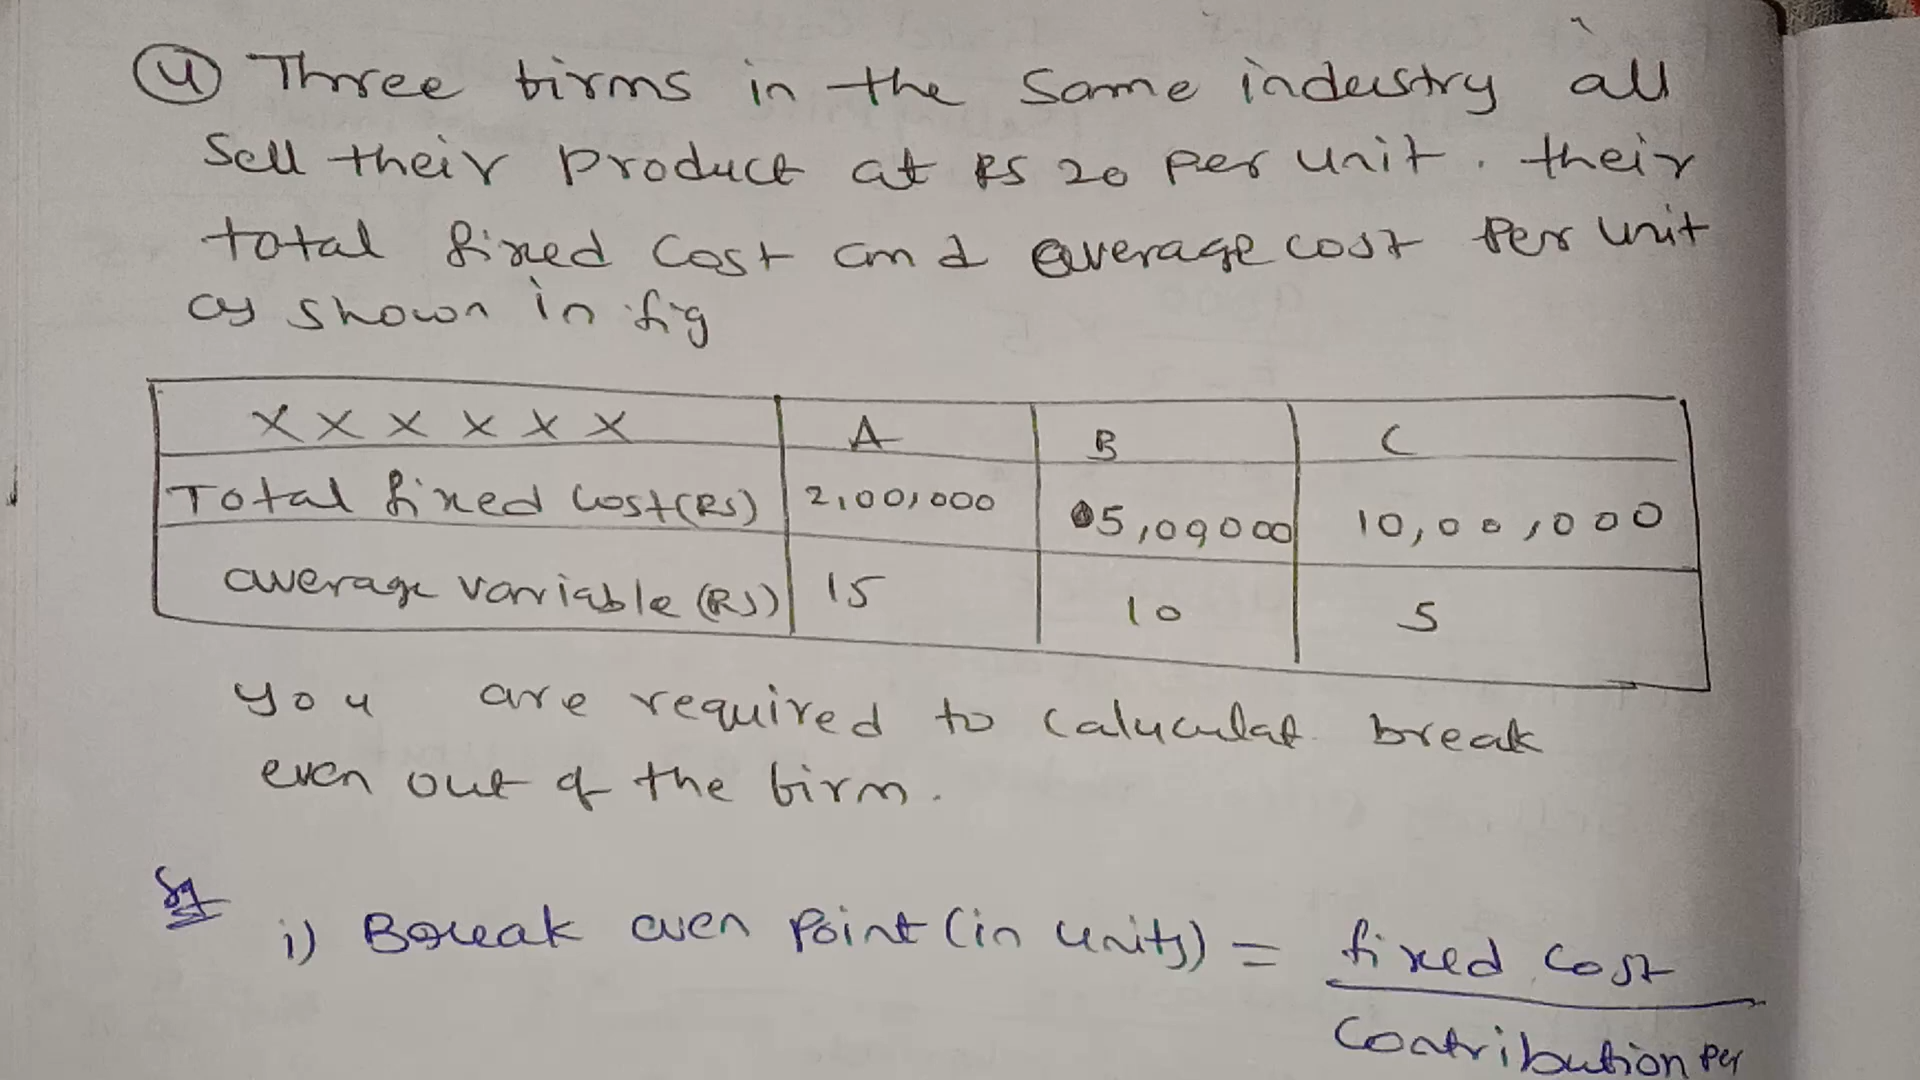 ④ Three firms in the same industry all
Sell their product at RS 20 per unit. their
total fixed cost and average cost per unit
as shown in fig
X X X X X X A B C
Total fixed cost(RS) 2,00,000 05,00000 10,00,000
average variable (RS) 15 10 5
you are required to caluculat break
even out of the firm.
Sol
i) Break even Point (in units) = fixed cost
Contribution per